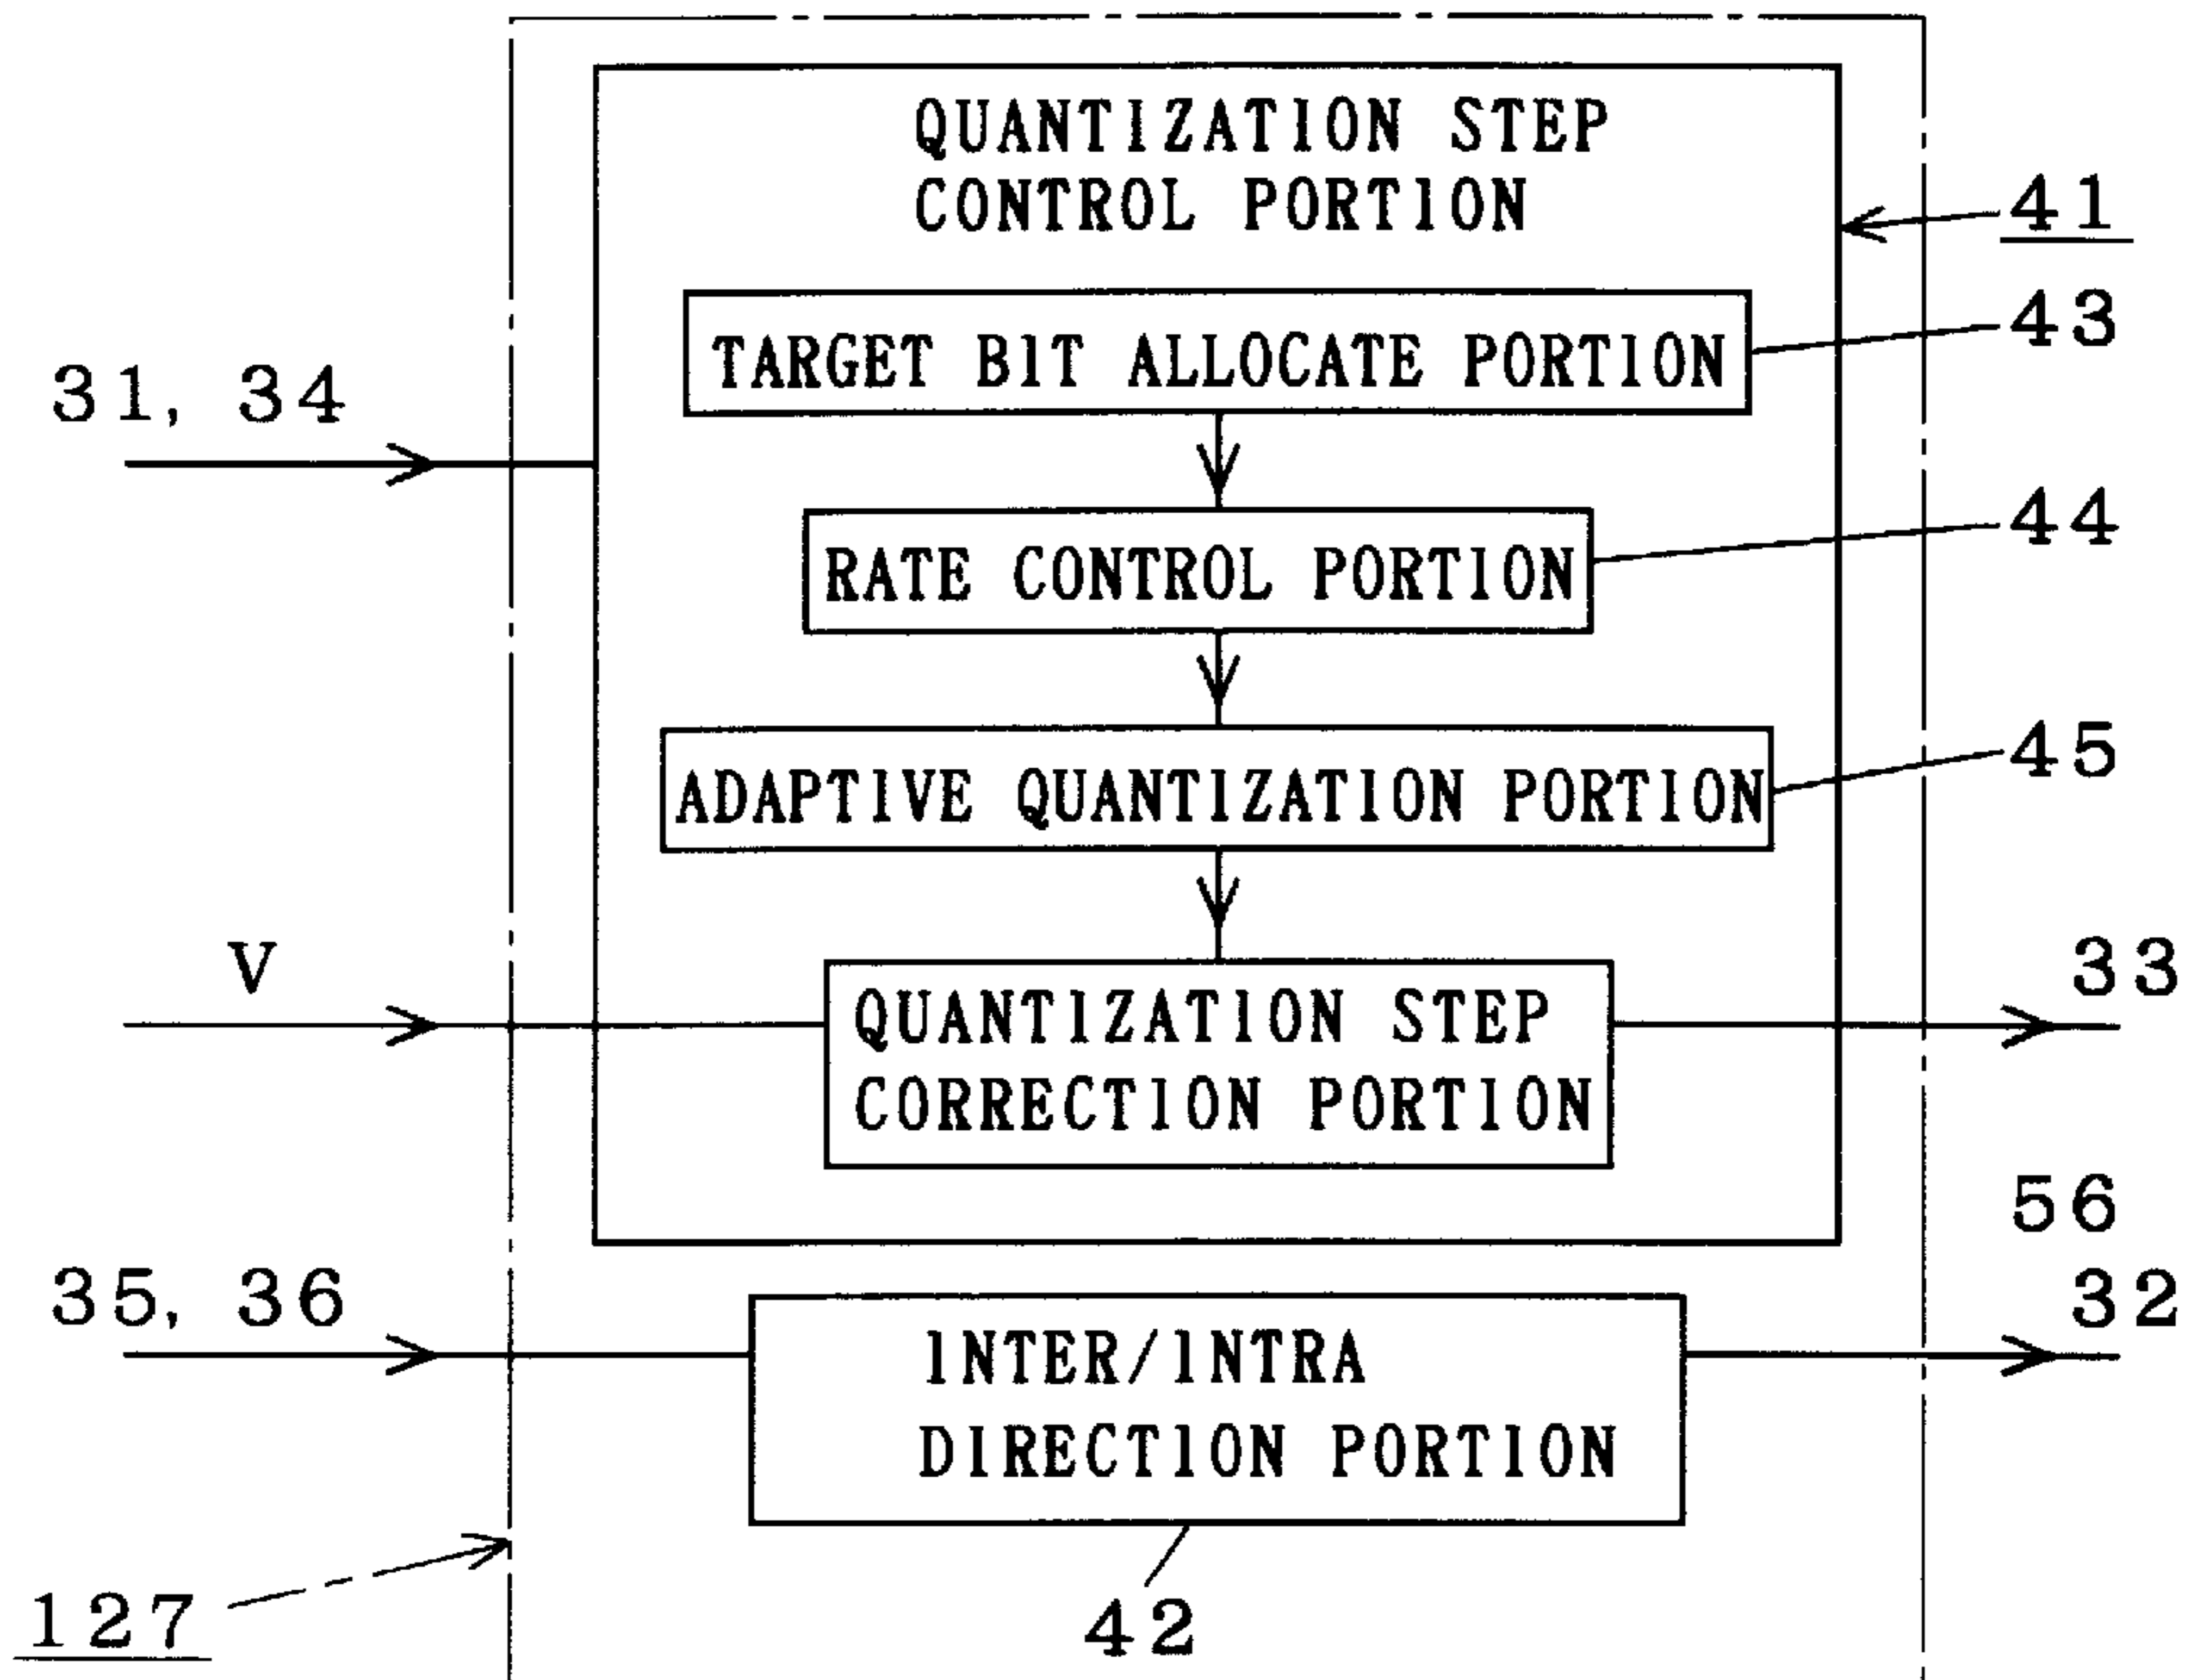 QUANTIZATION STEP
CONTROL PORTION
41
TARGET BIT ALLOCATE PORTION
43
31, 34
RATE CONTROL PORTION
44
ADAPTIVE QUANTIZATION PORTION
45
V
QUANTIZATION STEP
CORRECTION PORTION
33
56
35, 36
INTER/INTRA
DIRECTION PORTION
32
127
42